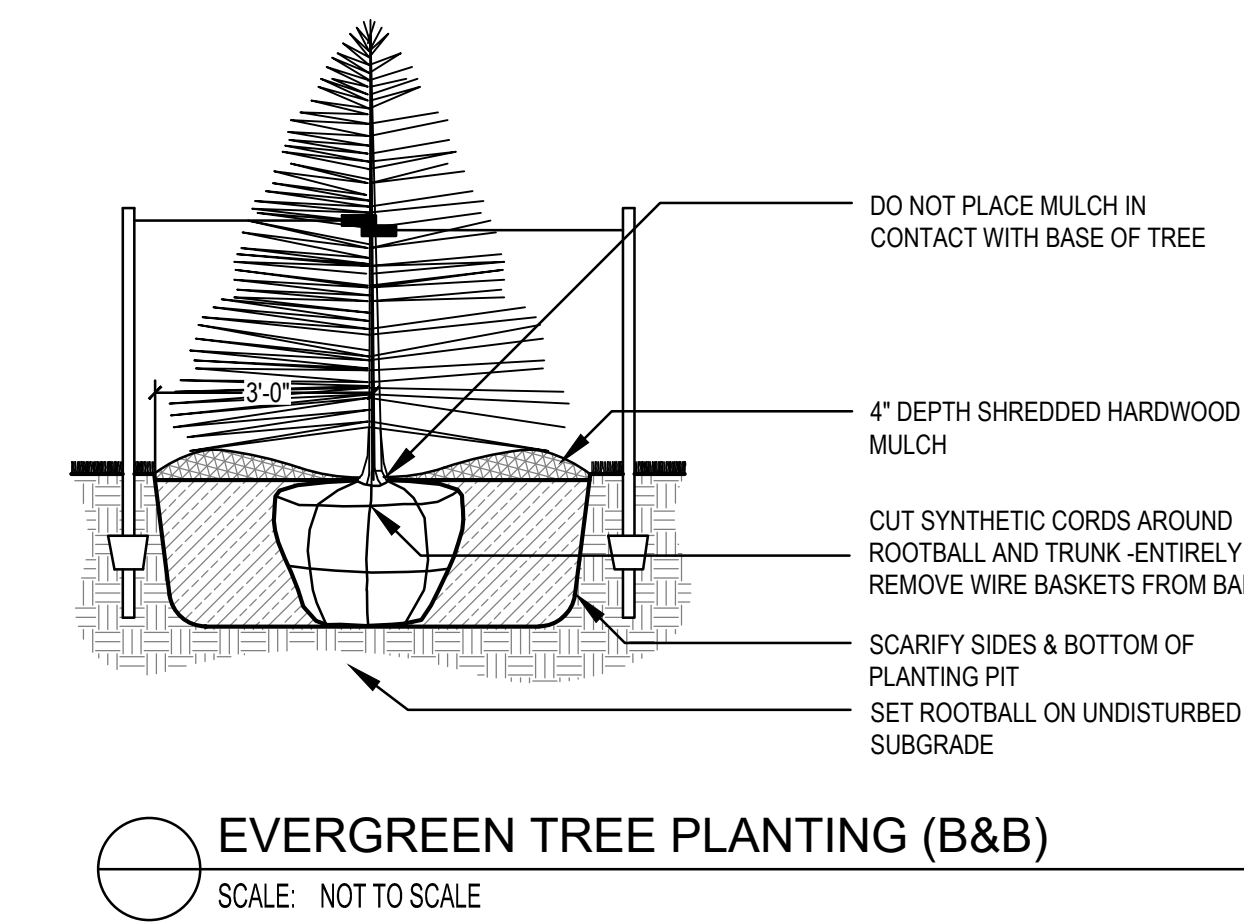 DO NOT PLACE MULCH IN
CONTACT WITH BASE OF TREE
3'-0"
4" DEPTH SHREDDED HARDWOOD
MULCH
CUT SYNTHETIC CORDS AROUND
ROOTBALL AND TRUNK -ENTIRELY
REMOVE WIRE BASKETS FROM
SCARIFY SIDES & BOTTOM OF
PLANTING PIT
SET ROOTBALL ON UNDISTURBED
SUBGRADE
EVERGREEN TREE PLANTING (B&B)
SCALE: NOT TO SCALE